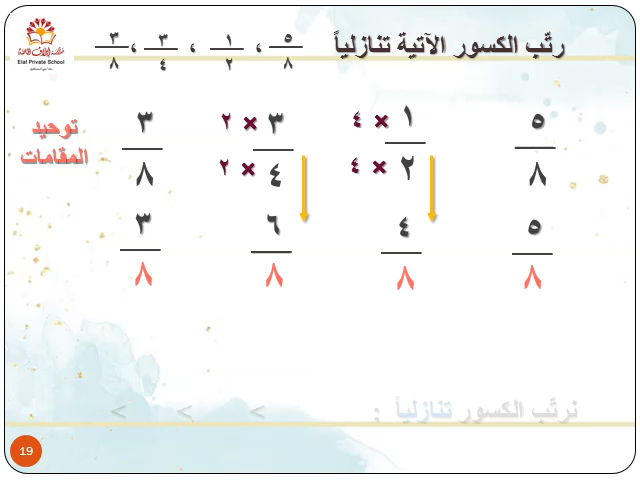 رتّب الكسور الآتية تنازلياً ٥/٨ ، ١/٢ ، ٣/٤ ، ٣/٨
Elaf Private School
توحيد
المقامات
٥ ١ × ٤ ٣ × ٢ ٣
٨ ٢ × ٤ ٤ × ٢ ٨
٥ ٤ ٦ ٣
٨ ٨ ٨ ٨
نرتّب الكسور تنازلياً : > > >
19